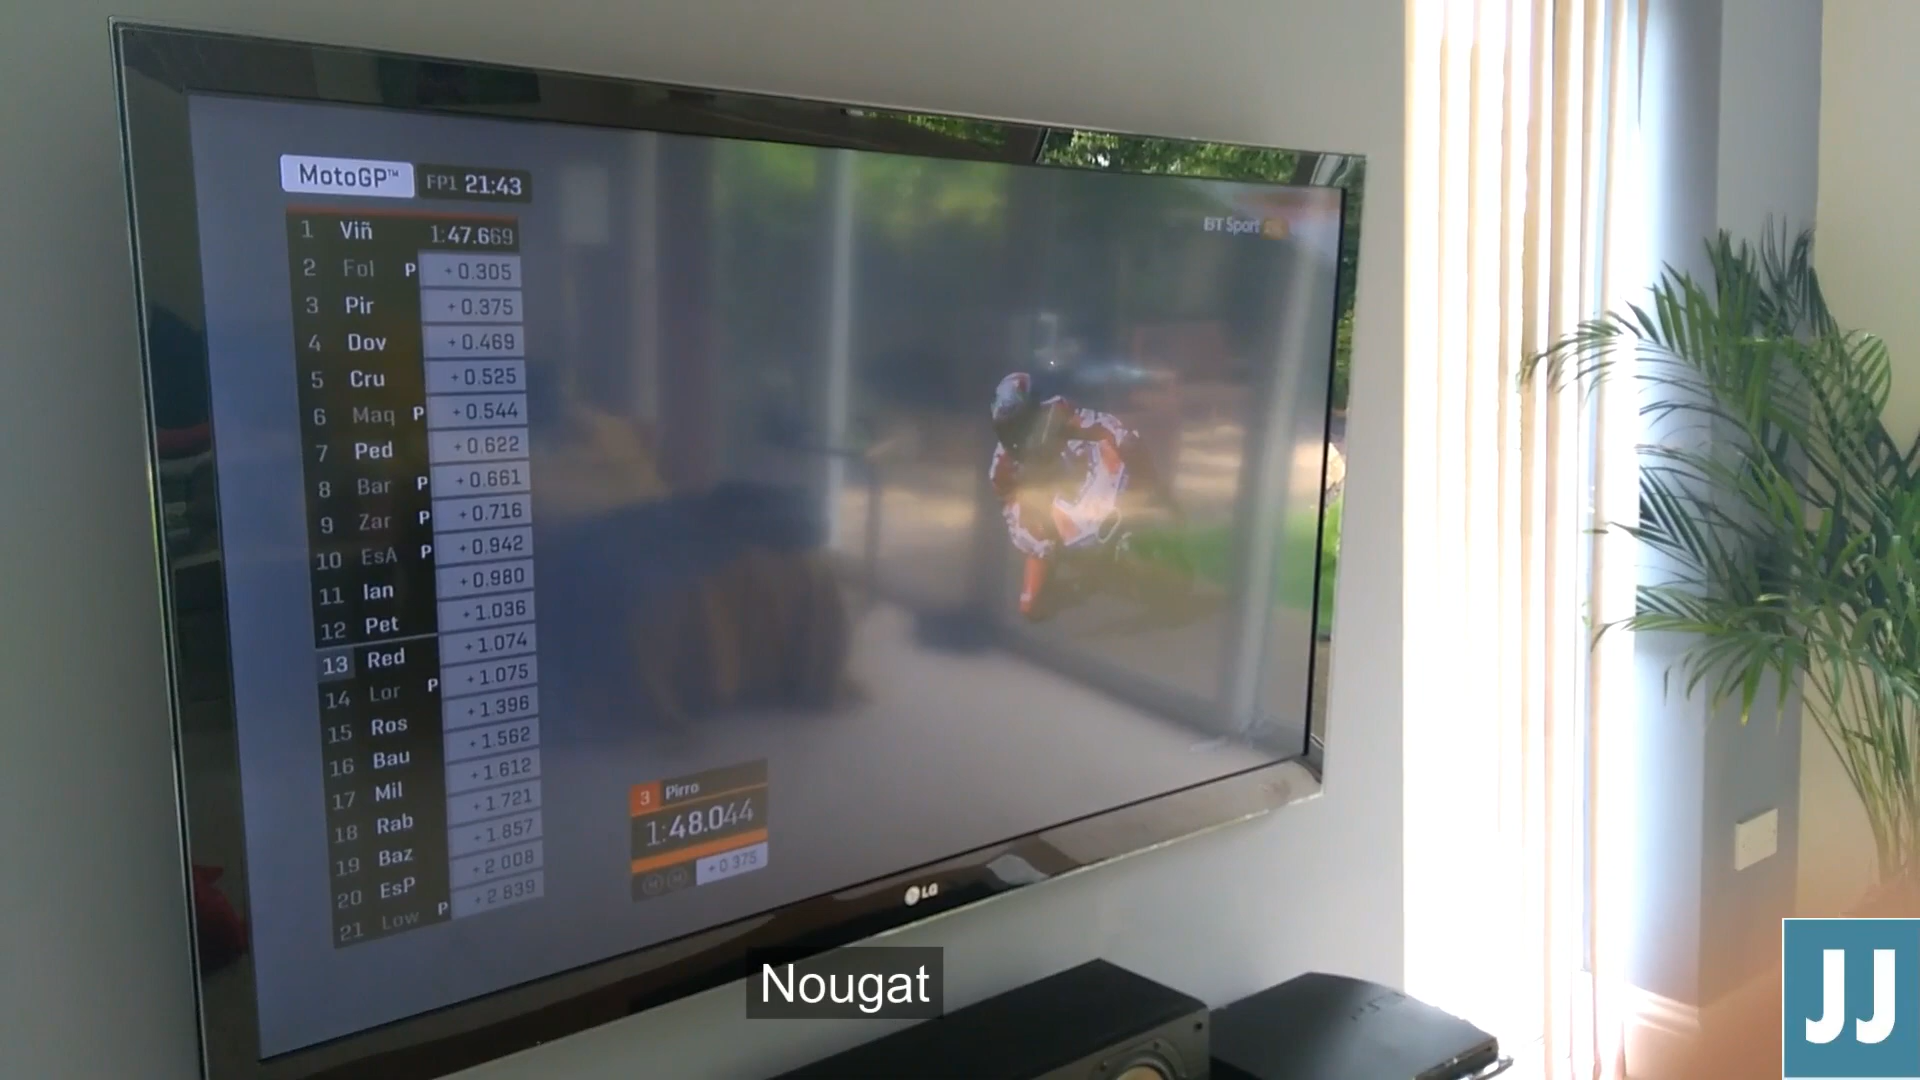 MotoGP™ FP1 21:43
BT Sport
1 Viñ 1:47.669
2 Fol P +0.305
3 Pir +0.375
4 Dov +0.469
5 Cru +0.525
6 Maq P +0.544
7 Ped +0.622
8 Bar P +0.661
9 Zar P +0.716
10 EsA P +0.942
11 Ian +0.980
12 Pet +1.036
13 Red +1.074
14 Lor P +1.075
15 Ros +1.396
16 Bau +1.562
17 Mil +1.612
18 Rab +1.721
19 Baz +1.857
20 EsP +2.008
21 Low P +2.839
3 Pirro
1:48.044
+0.375
LG
Nougat
JJ